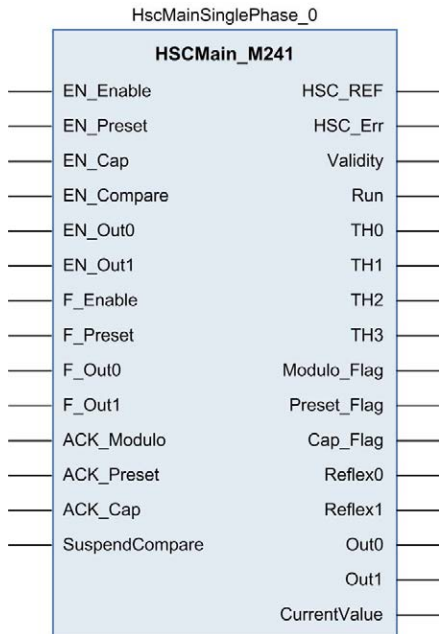 HscMainSinglePhase_0
HSCMain_M241
EN_Enable HSC_REF
EN_Preset HSC_Err
EN_Cap Validity
EN_Compare Run
EN_Out0 TH0
EN_Out1 TH1
F_Enable TH2
F_Preset TH3
F_Out0 Modulo_Flag
F_Out1 Preset_Flag
ACK_Modulo Cap_Flag
ACK_Preset Reflex0
ACK_Cap Reflex1
SuspendCompare Out0
Out1
CurrentValue